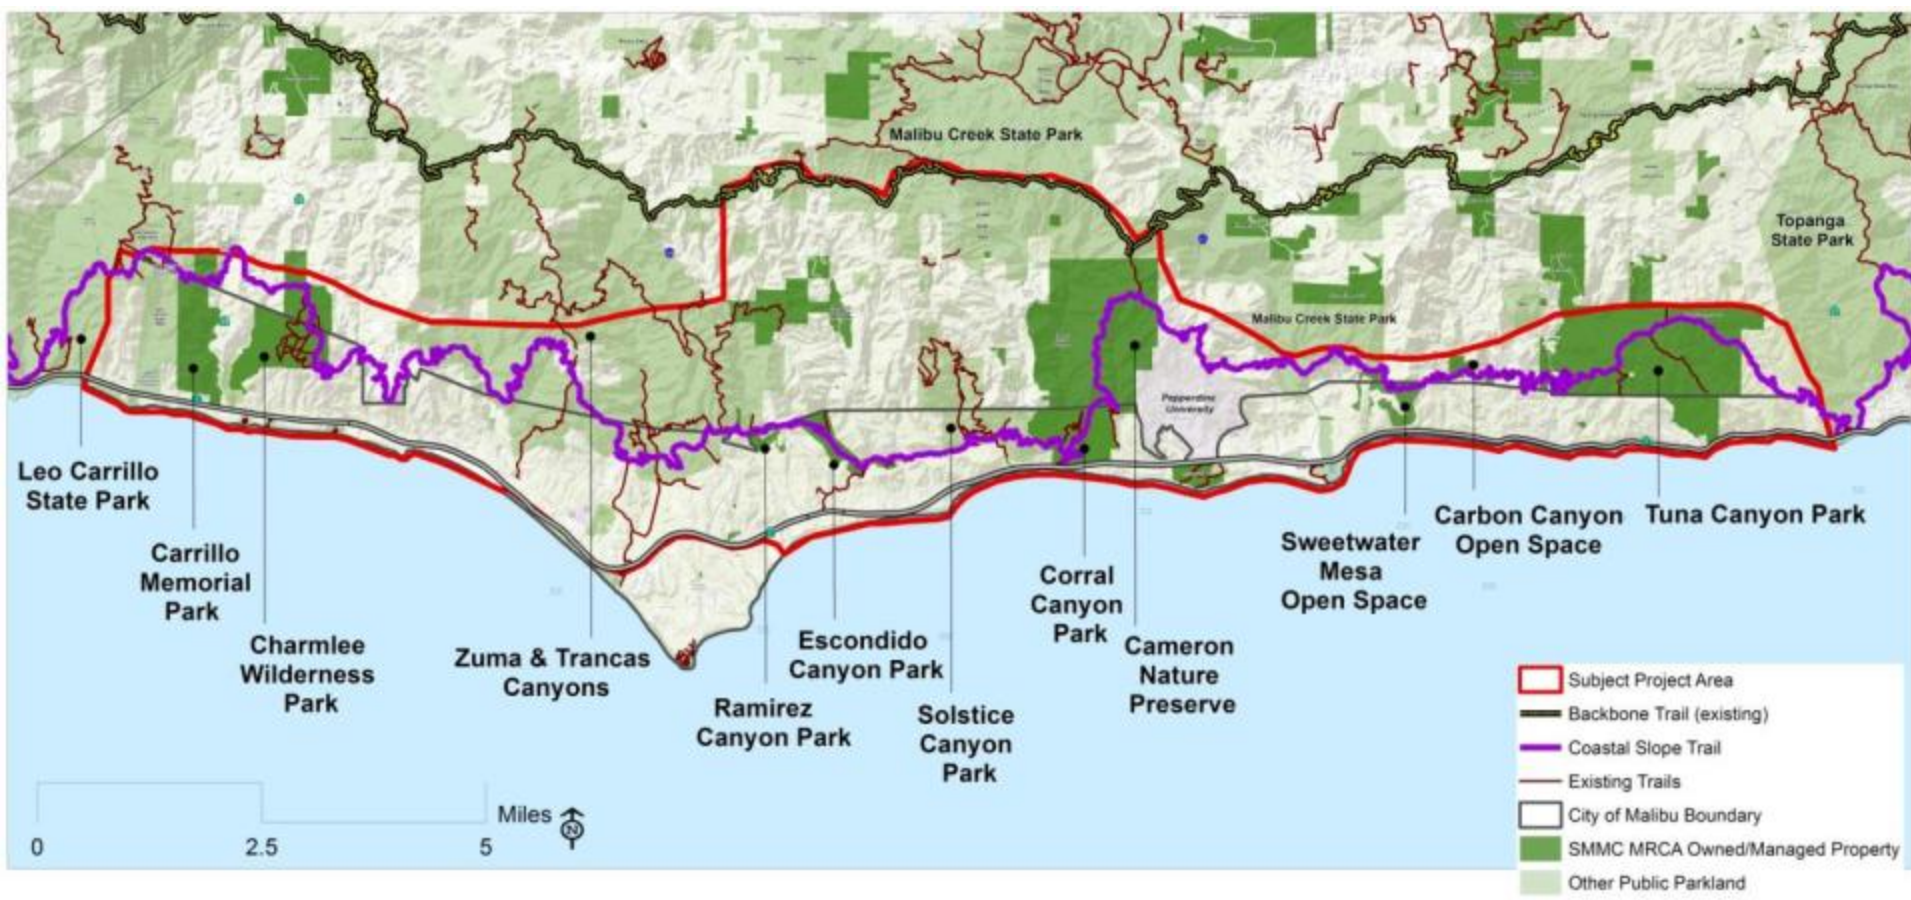 Malibu Creek State Park
Topanga
State Park
Malibu Creek State Park
Pepperdine
University
Leo Carrillo
State Park
Carrillo
Memorial
Park
Charmlee
Wilderness
Park
Zuma & Trancas
Canyons
Ramirez
Canyon Park
Escondido
Canyon Park
Solstice
Canyon
Park
Corral
Canyon
Park
Cameron
Nature
Preserve
Sweetwater
Mesa
Open Space
Carbon Canyon
Open Space
Tuna Canyon Park
Miles
N
0
2.5
5
Subject Project Area
Backbone Trail (existing)
Coastal Slope Trail
Existing Trails
City of Malibu Boundary
SMMC MRCA Owned/Managed Property
Other Public Parkland